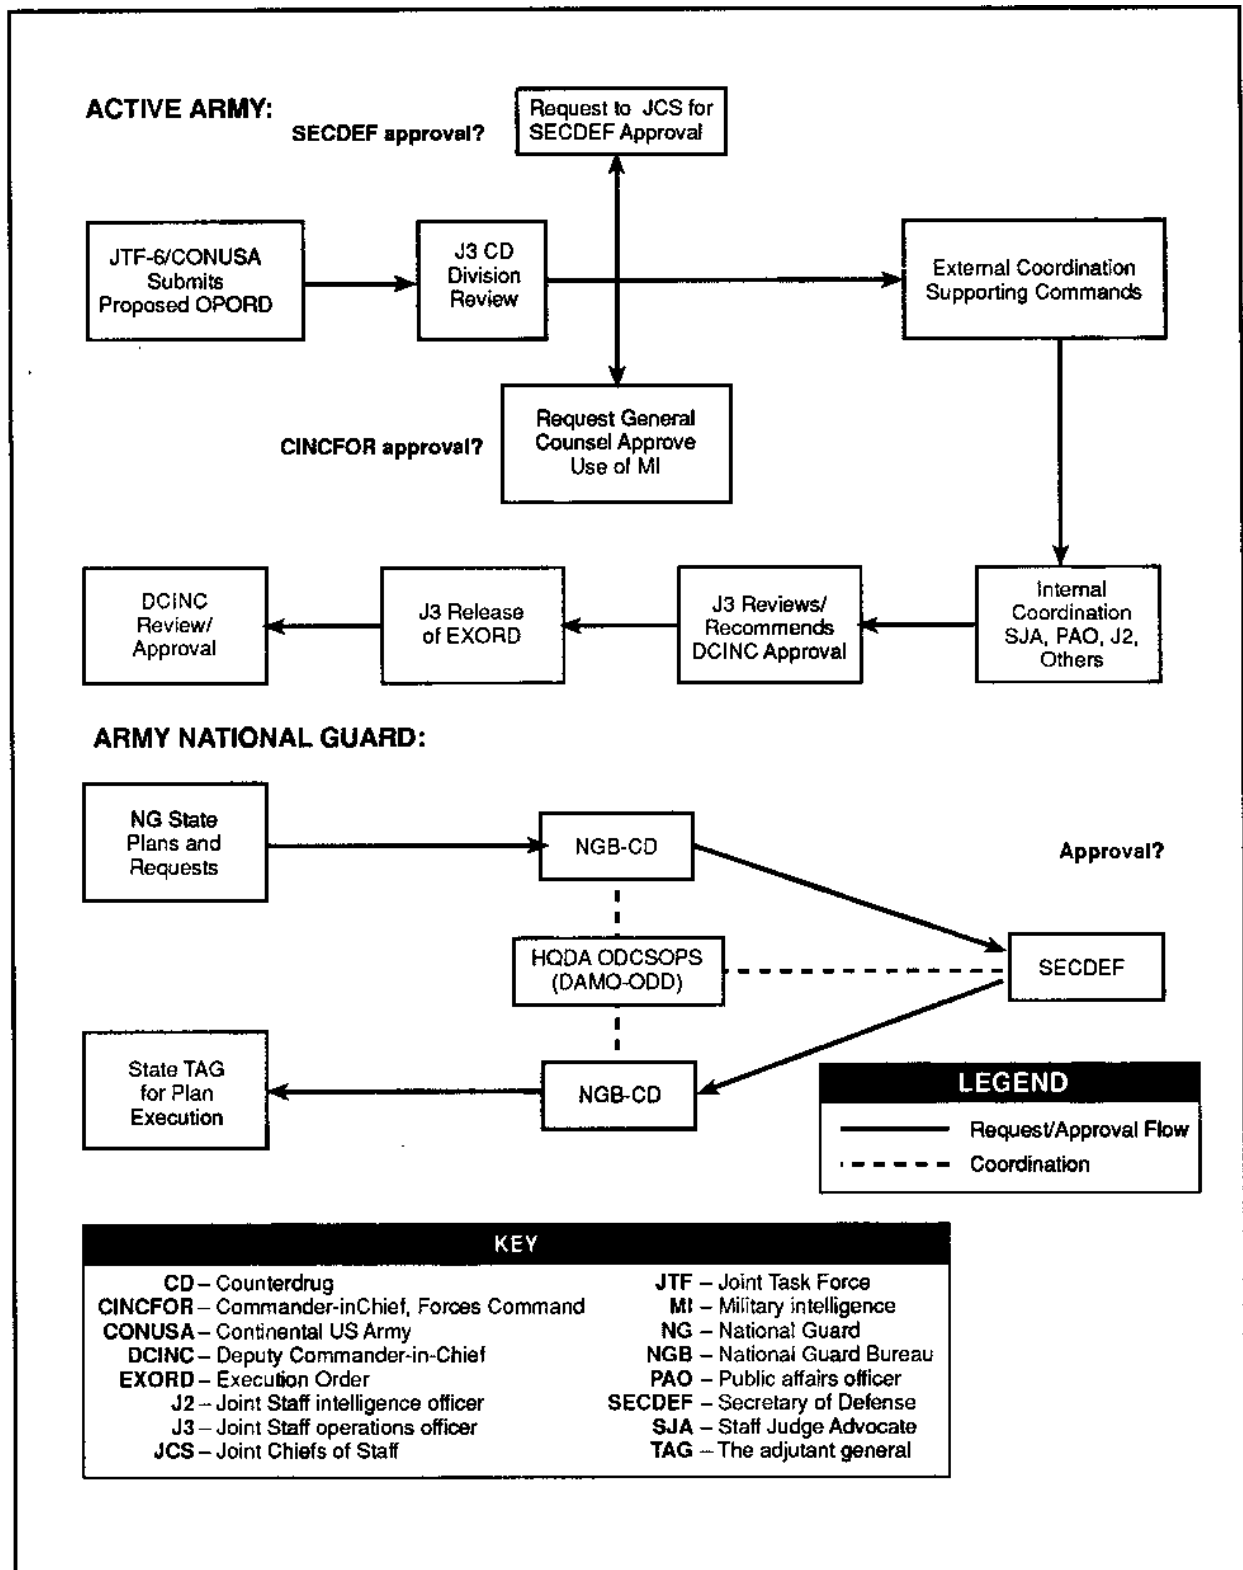 ACTIVE ARMY:
SECDEF approval?
Request to JCS for
SECDEF Approval
JTF-6/CONUSA
Submits
Proposed OPORD
J3 CD
Division
Review
External Coordination
Supporting Commands
CINCFOR approval?
Request General
Counsel Approve
Use of MI
DCINC
Review/
Approval
J3 Release
of EXORD
J3 Reviews/
Recommends
DCINC Approval
Internal
Coordination
SJA, PAO, J2,
Others
ARMY NATIONAL GUARD:
NG State
Plans and
Requests
NGB-CD
Approval?
HQDA ODCSOPS
(DAMO-ODD)
SECDEF
State TAG
for Plan
Execution
NGB-CD
LEGEND
Request/Approval Flow
Coordination
KEY
CD – Counterdrug
CINCFOR – Commander-inChief, Forces Command
CONUSA – Continental US Army
DCINC – Deputy Commander-in-Chief
EXORD – Execution Order
J2 – Joint Staff intelligence officer
J3 – Joint Staff operations officer
JCS – Joint Chiefs of Staff
JTF – Joint Task Force
MI – Military intelligence
NG – National Guard
NGB – National Guard Bureau
PAO – Public affairs officer
SECDEF – Secretary of Defense
SJA – Staff Judge Advocate
TAG – The adjutant general